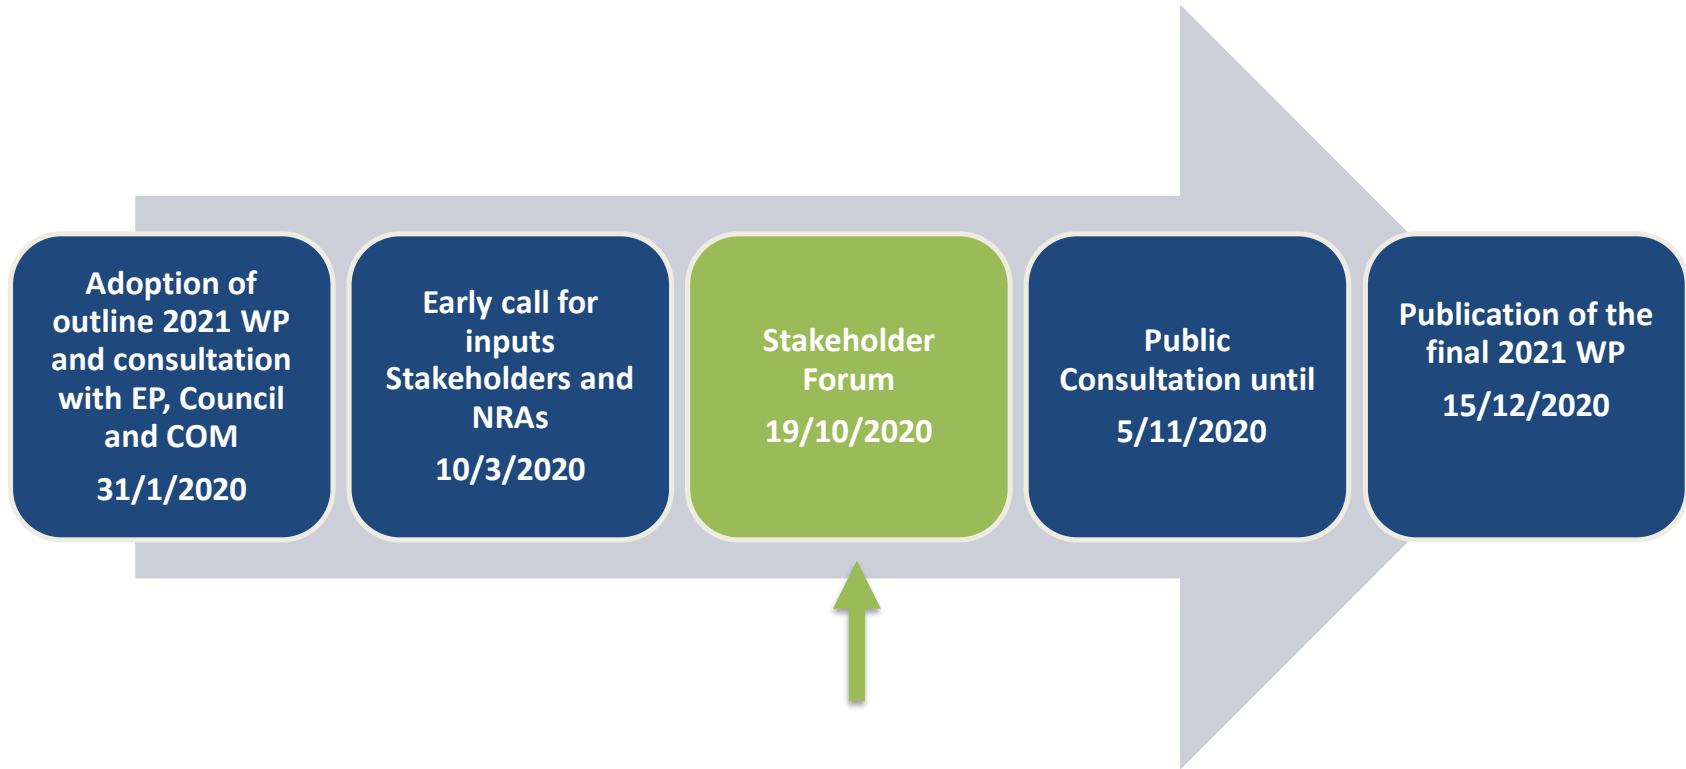 Adoption of
outline 2021 WP
and consultation
with EP, Council
and COM
31/1/2020
Early call for
inputs
Stakeholders and
NRAs
10/3/2020
Stakeholder
Forum
19/10/2020
Public
Consultation until
5/11/2020
Publication of the
final 2021 WP
15/12/2020